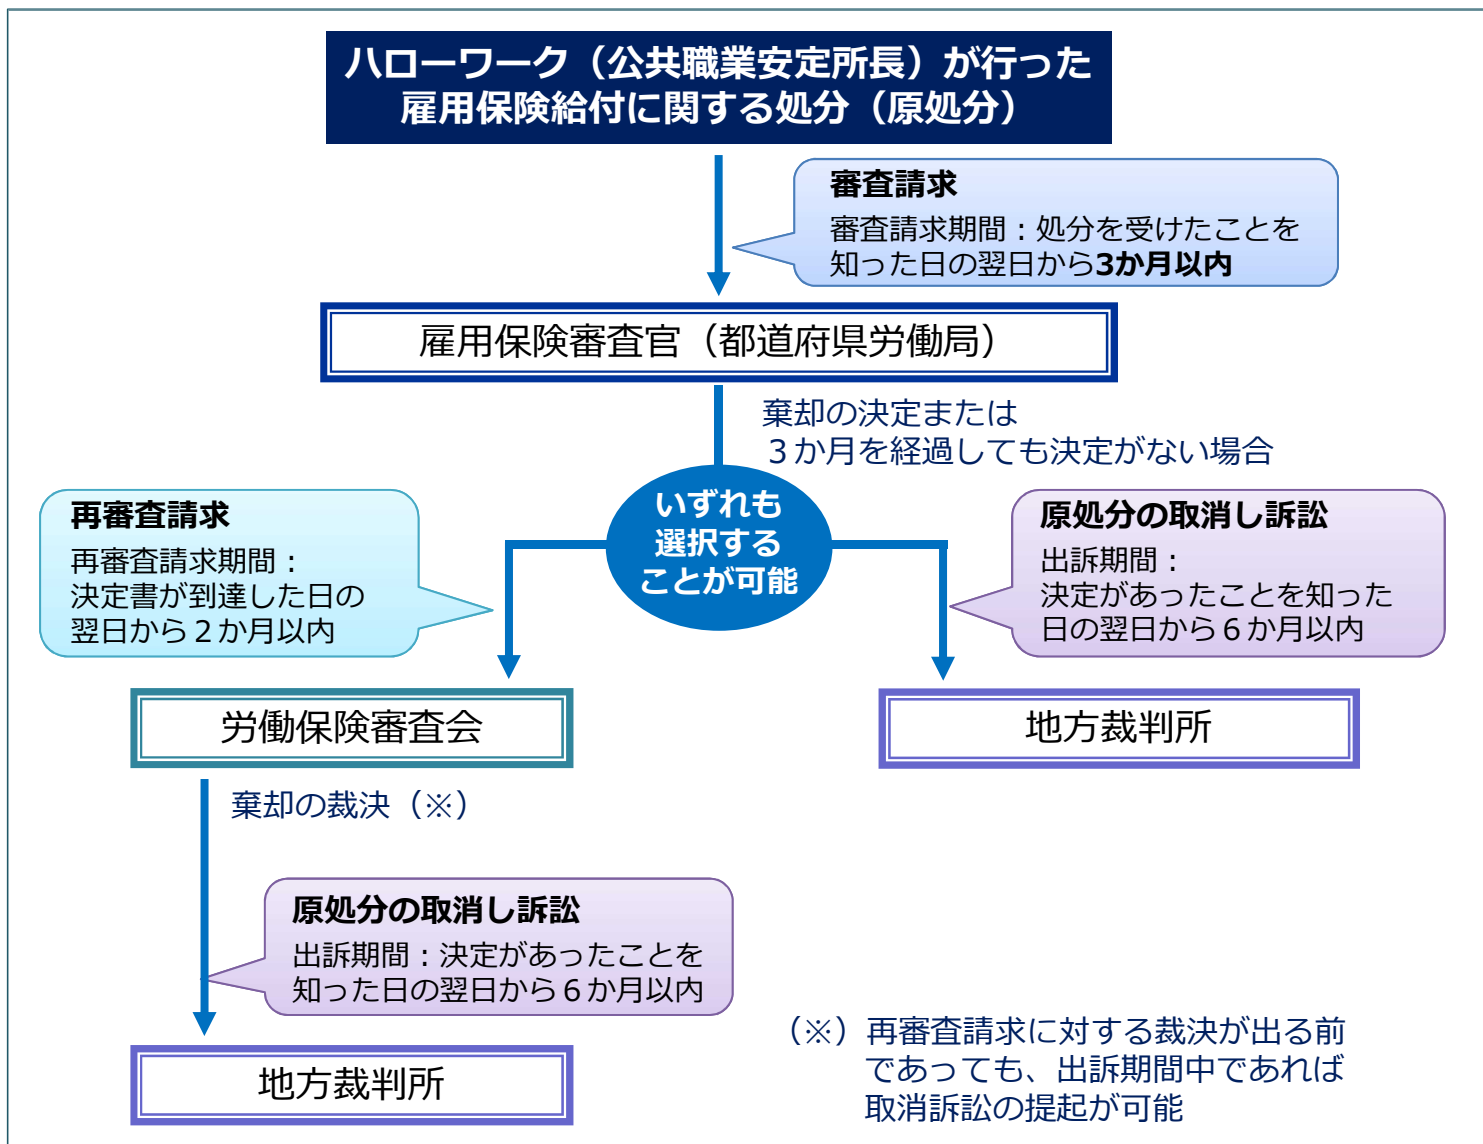 ハローワーク（公共職業安定所長）が行った
雇用保険給付に関する処分（原処分）
審査請求
審査請求期間：処分を受けたことを
知った日の翌日から3か月以内
雇用保険審査官（都道府県労働局）
棄却の決定または
３か月を経過しても決定がない場合
いずれも
選択する
ことが可能
再審査請求
再審査請求期間：
決定書が到達した日の
翌日から２か月以内
原処分の取消し訴訟
出訴期間：
決定があったことを知った
日の翌日から６か月以内
労働保険審査会
地方裁判所
棄却の裁決（※）
原処分の取消し訴訟
出訴期間：決定があったことを
知った日の翌日から６か月以内
地方裁判所
（※）再審査請求に対する裁決が出る前
であっても、出訴期間中であれば
取消訴訟の提起が可能